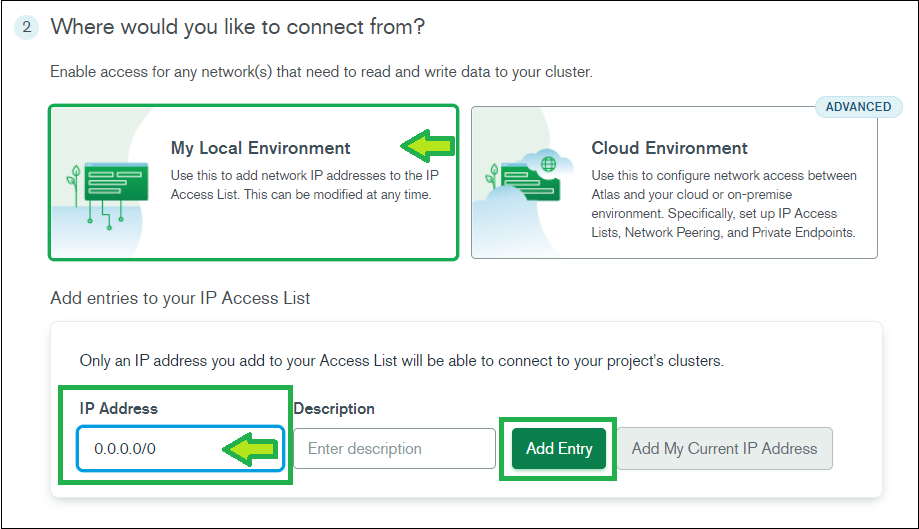 2 Where would you like to connect from?
Enable access for any network(s) that need to read and write data to your cluster.
ADVANCED
My Local Environment
Use this to add network IP addresses to the IP
Access List. This can be modified at any time.
Cloud Environment
Use this to configure network access between
Atlas and your cloud or on-premise
environment. Specifically, set up IP Access
Lists, Network Peering, and Private Endpoints.
Add entries to your IP Access List
Only an IP address you add to your Access List will be able to connect to your project's clusters.
IP Address Description
0.0.0.0/0 Enter description Add Entry Add My Current IP Address